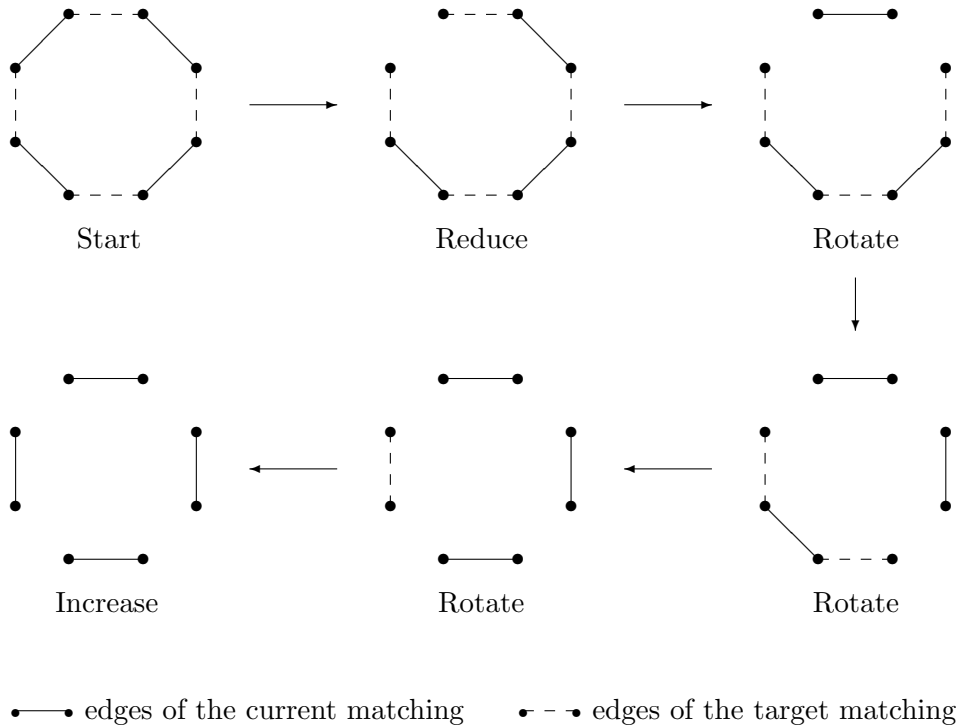 Start
Reduce
Rotate
Increase
Rotate
Rotate
edges of the current matching
edges of the target matching